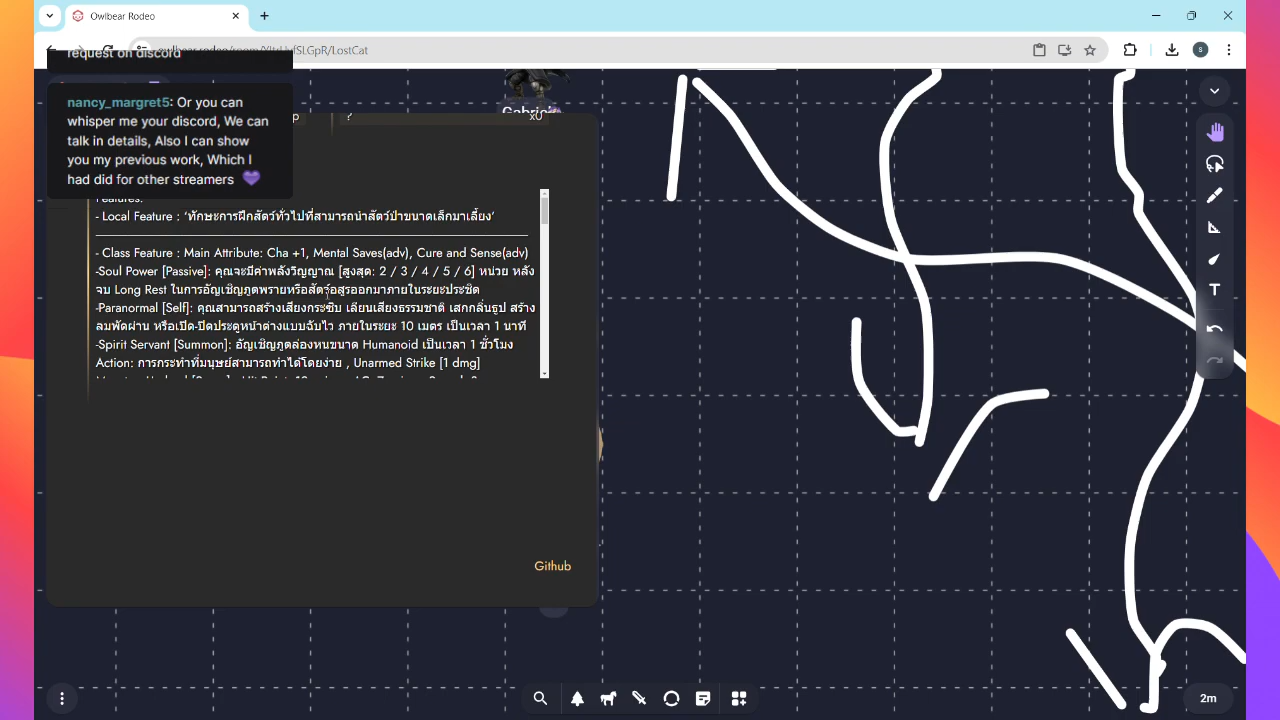 Owlbear Rodeo
request on discord
nancy_margret5: Or you can
whisper me your discord, We can
talk in details, Also I can show
you my previous work, Which I
had did for other streamers 💜
Features:
- Local Feature : ‘ทักษะการฝึกสัตว์ทั่วไปที่สามารถนำสัตว์ป่าขนาดเล็กมาเลี้ยง’
- Class Feature : Main Attribute: Cha +1, Mental Saves(adv), Cure and Sense(adv)
-Soul Power [Passive]: คุณจะมีค่าพลังวิญญาณ [สูงสุด: 2 / 3 / 4 / 5 / 6] หน่วย หลัง
จบ Long Rest ในการอัญเชิญภูตพรายหรือสัตว์อสูรออกมาภายในระยะประชิด
-Paranormal [Self]: คุณสามารถสร้างเสียงกระซิบ เลียนเสียงธรรมชาติ เสกกลิ่นธูป สร้าง
ลมพัดผ่าน หรือเปิด-ปิดประตูหน้าต่างแบบฉับไว ภายในระยะ 10 เมตร เป็นเวลา 1 นาที
-Spirit Servant [Summon]: อัญเชิญภูตล่องหนขนาด Humanoid เป็นเวลา 1 ชั่วโมง
Action: การกระทำที่มนุษย์สามารถทำได้โดยง่าย , Unarmed Strike [1 dmg]
Github
2m